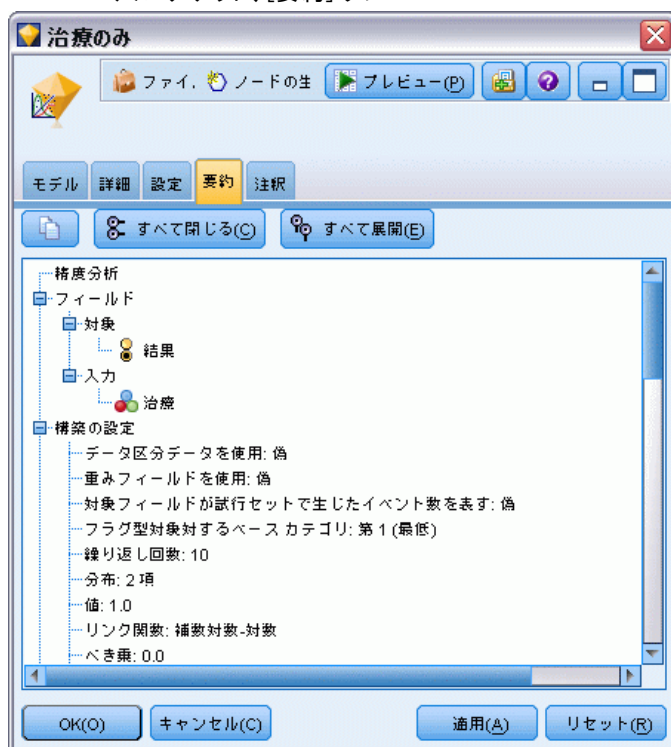 治療のみ
ファイ. ノードの生 プレビュー(P)
モデル 詳細 設定 要約 注釈
すべて閉じる(C) すべて展開(E)
精度分析
フィールド
対象
結果
入力
治療
構築の設定
データ区分データを使用: 偽
重みフィールドを使用: 偽
対象フィールドが試行セットで生じたイベント数を表す: 偽
フラグ型対象対するベース カテゴリ: 第 1 (最低)
繰り返し回数: 10
分布: 2 項
値: 1.0
リンク関数: 補数対数-対数
べき乗: 0.0
OK(O) キャンセル(C) 適用(A) リセット(R)